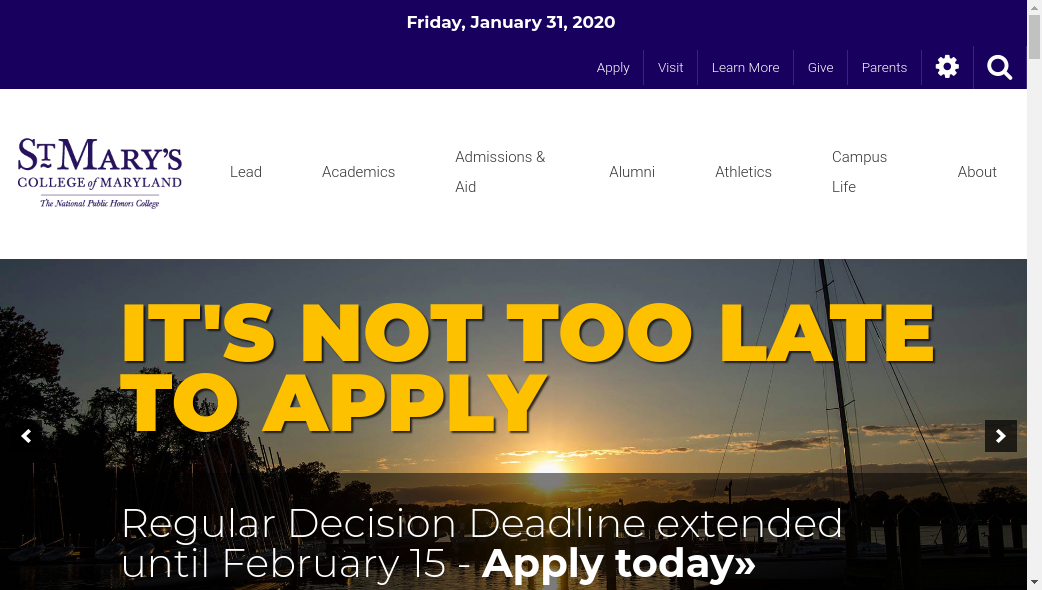 Friday, January 31, 2020
Apply
Visit
Learn More
Give
Parents
ST MARY'S
COLLEGE of MARYLAND
The National Public Honors College
Lead
Academics
Admissions &
Aid
Alumni
Athletics
Campus
Life
About
IT'S NOT TOO LATE
TO APPLY
Regular Decision Deadline extended
until February 15 - Apply today»